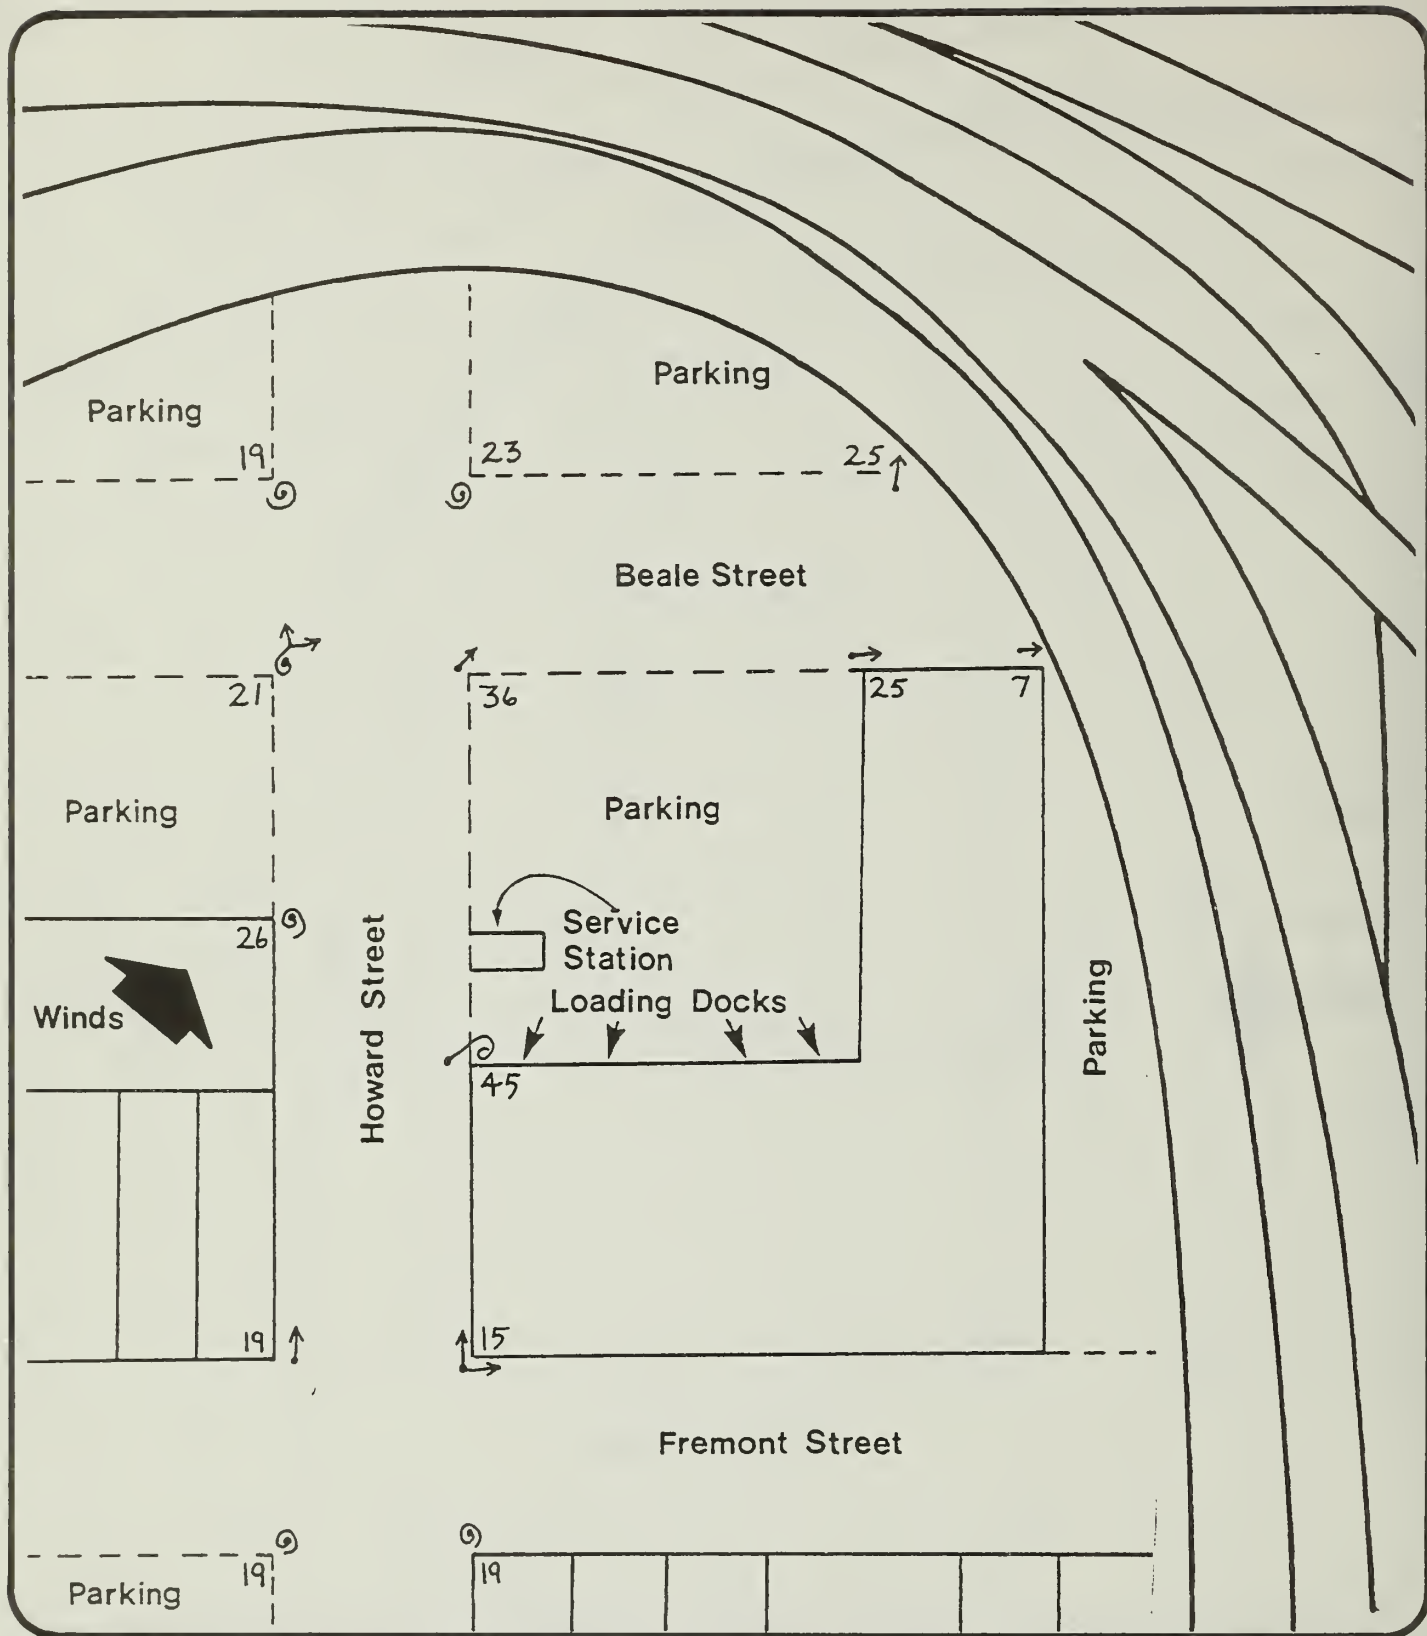 Parking
Parking
19
23
25
Beale Street
21
36
25
7
Parking
Parking
Service
Station
26
Winds
Howard Street
Loading Docks
Parking
45
19
15
Fremont Street
19
19
Parking